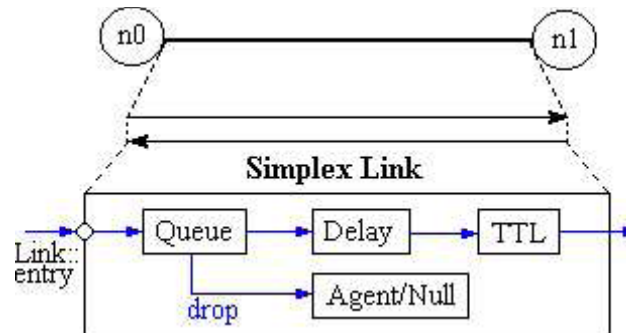 n0
n1
Simplex Link
Queue
Delay
TTL
Link::
entry
drop
Agent/Null